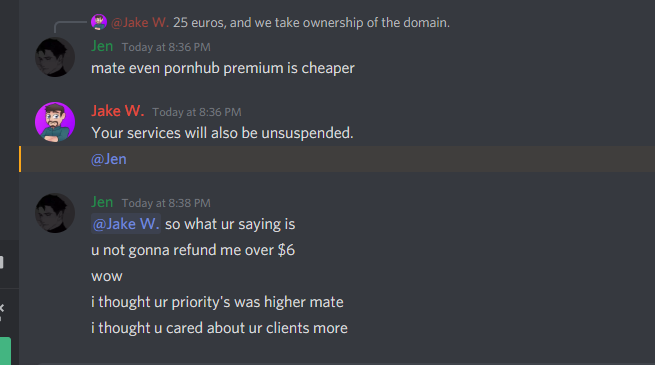 @Jake W. 25 euros, and we take ownership of the domain.
Jen Today at 8:36 PM
mate even pornhub premium is cheaper
Jake W. Today at 8:36 PM
Your services will also be unsuspended.
@Jen
Jen Today at 8:38 PM
@Jake W. so what ur saying is
u not gonna refund me over $6
wow
i thought ur priority's was higher mate
i thought u cared about ur clients more